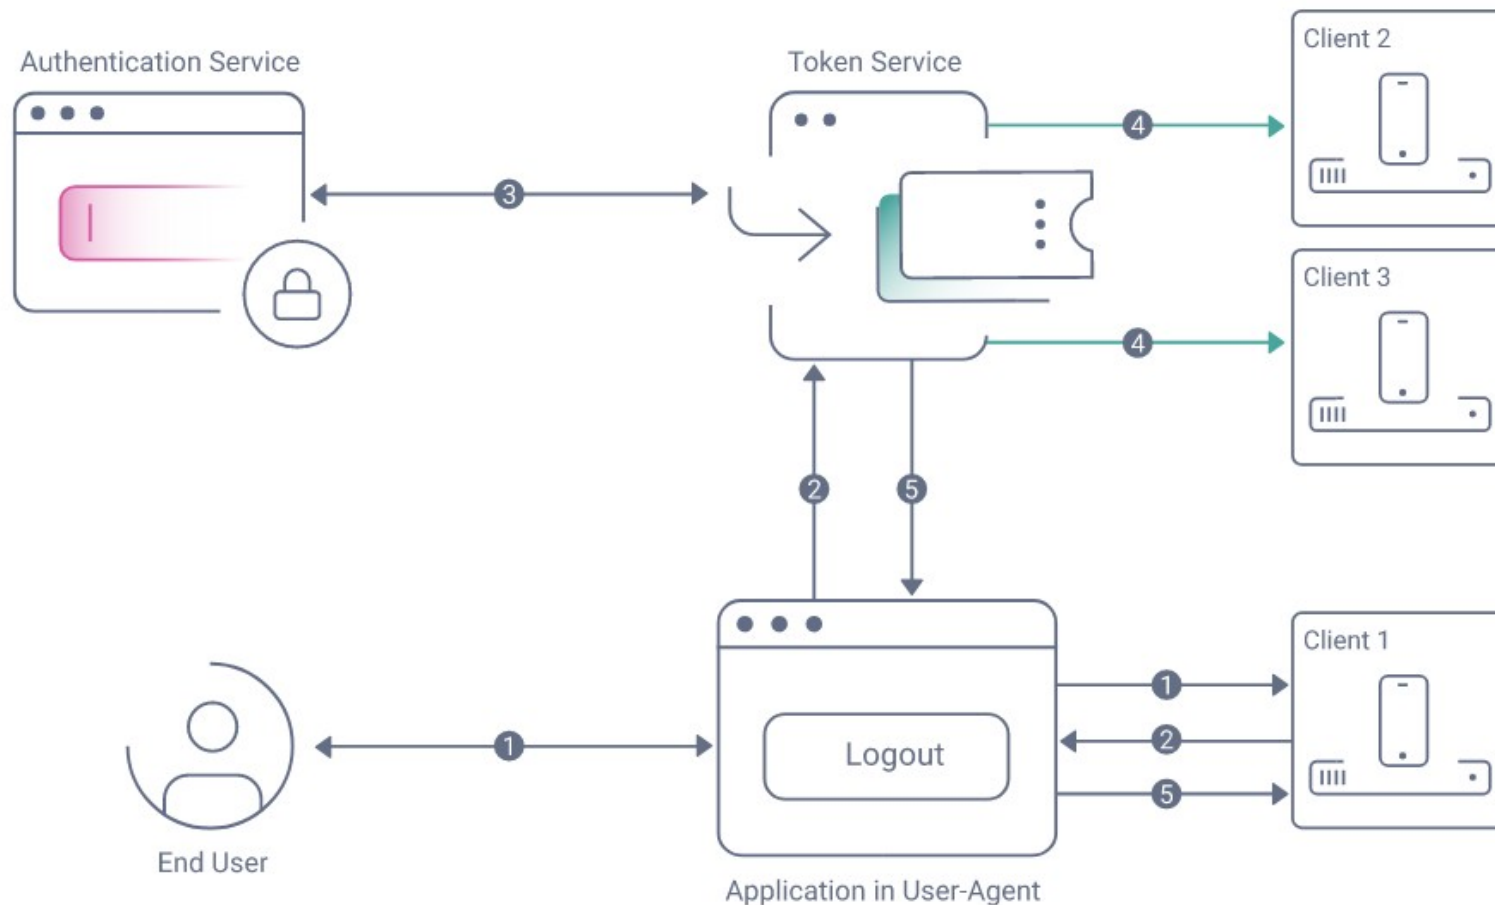 Authentication Service
Token Service
Client 2
4
3
Client 3
4
2
5
Client 1
1
Logout
2
1
5
End User
Application in User-Agent